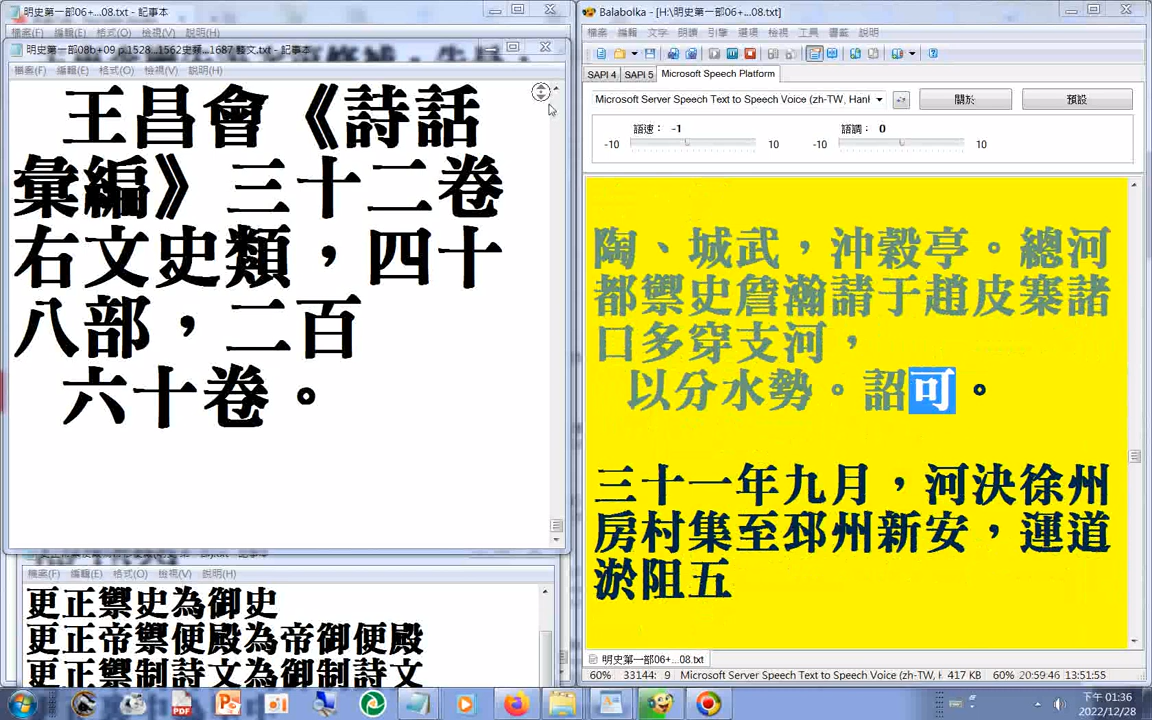 明史第一部06+...08.txt - 記事本
檔案(F) 編輯(E) 格式(O) 檢視(V) 說明(H)
明史第一部08b+09 p.1528...1562史類...1687 藝文.txt - 記事本
檔案(F) 編輯(E) 格式(O) 檢視(V) 說明(H)
王昌會《詩話
彙編》三十二卷
右文史類，四十
八部，二百
六十卷。
檔案(F) 編輯(E) 格式(O) 檢視(V) 說明(H)
更正禦史為御史
更正帝禦便殿為帝御便殿
更正禦制詩文為御制詩文
Balabolka - [H:\明史第一部06+...08.txt]
檔案 編輯 文字 朗讀 引擎 選項 檢視 工具 書籤 說明
SAPI 4 SAPI 5 Microsoft Speech Platform
Microsoft Server Speech Text to Speech Voice (zh-TW, HanH
關於 預設
語速： -1 語調： 0
-10 10 -10 10
陶、城武，沖穀亭。總河
都禦史詹瀚請于趙皮寨諸
口多穿支河，
以分水勢。詔可。
三十一年九月，河決徐州
房村集至邳州新安，運道
淤阻五
明史第一部06+...08.txt
60% 33144: 9 Microsoft Server Speech Text to Speech Voice (zh-TW, H 417 KB 60% 20:59:46 13:51:55
下午 01:36
2022/12/28